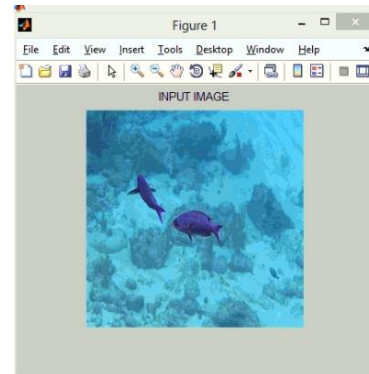 Figure 1
File Edit View Insert Tools Desktop Window Help
INPUT IMAGE